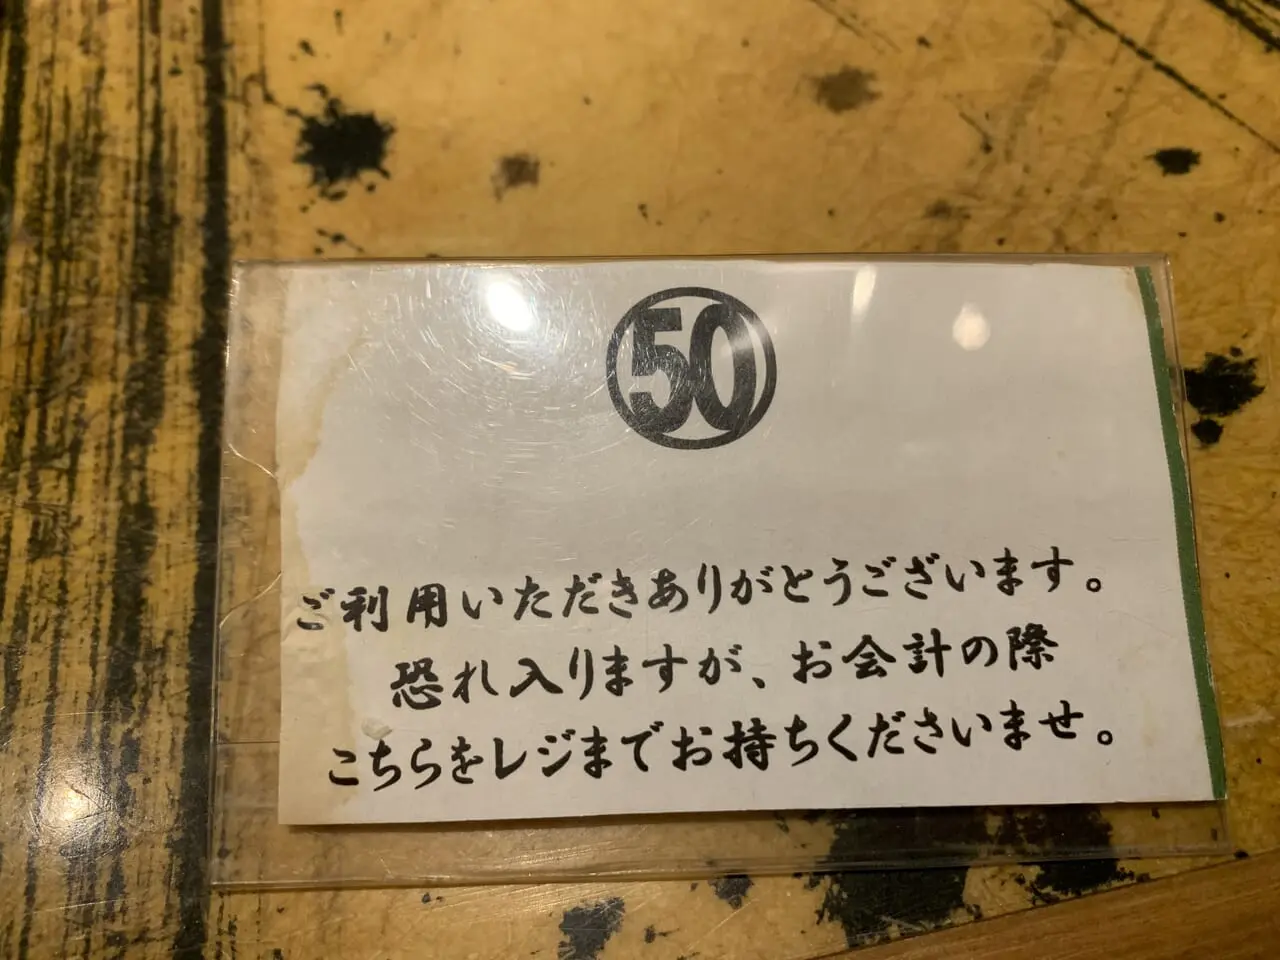 50
ご利用いただきありがとうございます。
恐れ入りますが、お会計の際
こちらをレジまでお持ちくださいませ。